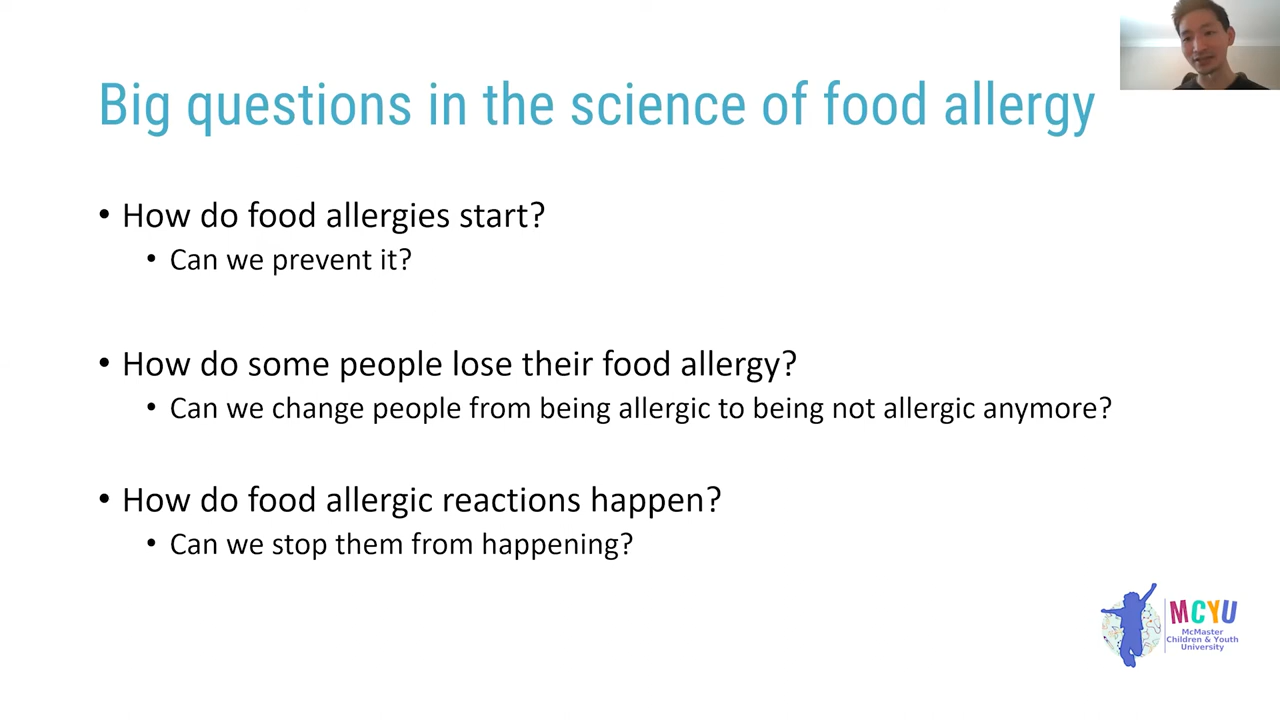 Big questions in the science of food allergy
• How do food allergies start?
• Can we prevent it?
• How do some people lose their food allergy?
• Can we change people from being allergic to being not allergic anymore?
• How do food allergic reactions happen?
• Can we stop them from happening?
MCYU
McMaster
Children & Youth
University